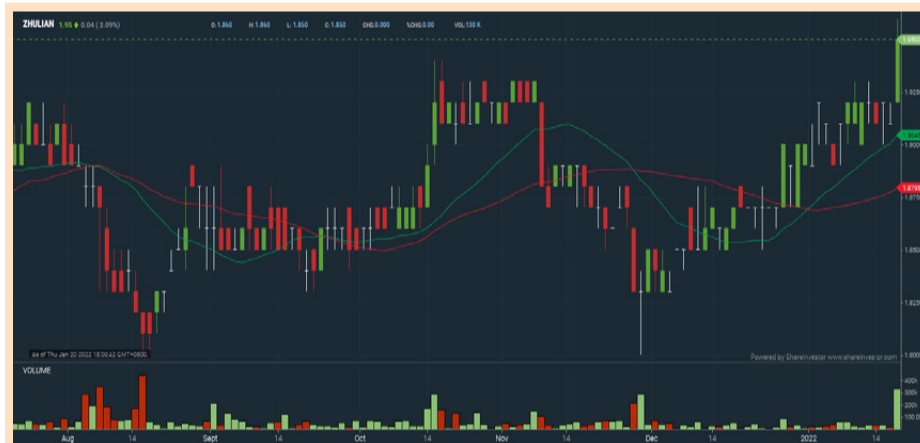 ZHULIAN 1.95 0.04 ( 2.09%) O: 1.860 H: 1.860 L: 1.850 C: 1.850 CHG:0.000 %CHG:0.00 VOL:130 K
1.925
1.900
1.875
1.850
1.825
1.800
As of Thu Jan 20 2022 18:00:42 GMT+0800
Powered by ShareInvestor www.shareinvestor.com
VOLUME
400k
300k
200k
Aug 14 Sept 14 Oct 14 Nov 14 Dec 14 2022 14